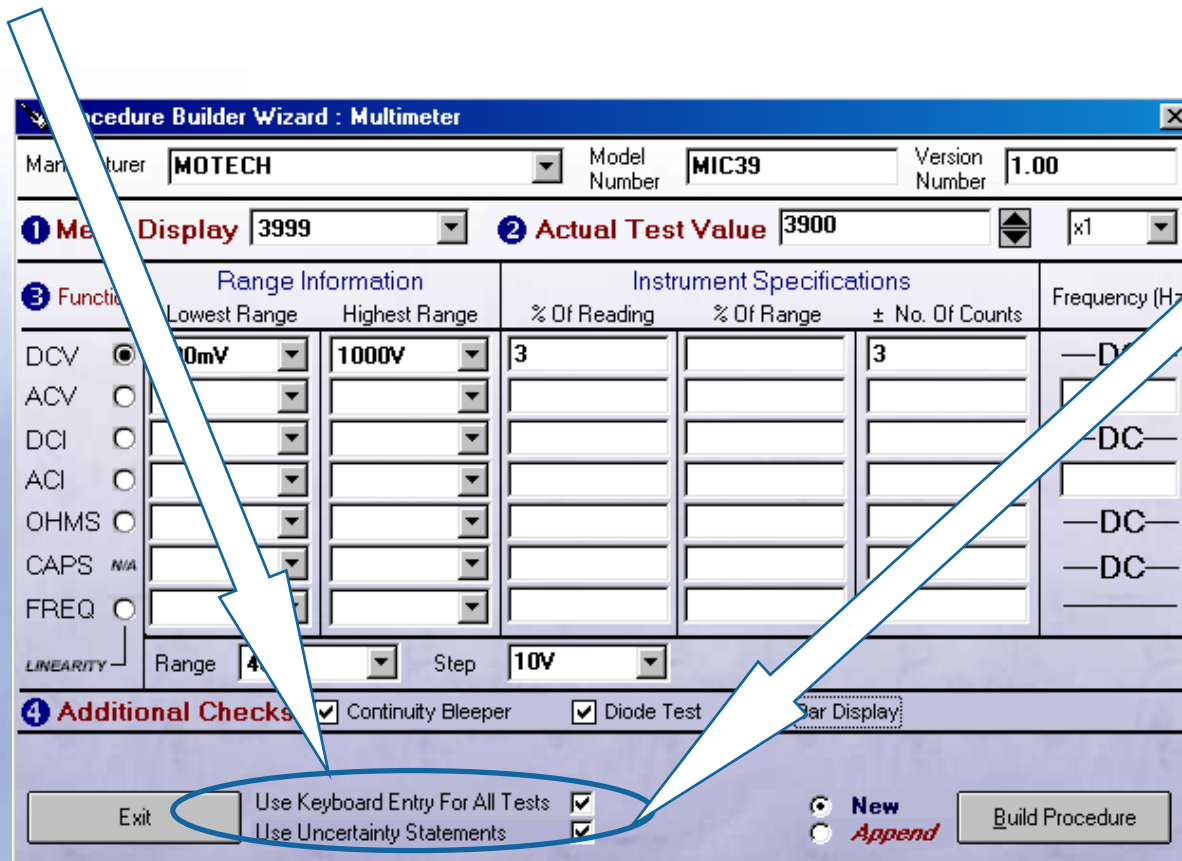 Procedure Builder Wizard : Multimeter
Manufacturer MOTECH Model Number MIC39 Version Number 1.00
1 Display 3999 2 Actual Test Value 3900 x1
3 Range Information Instrument Specifications
Lowest Range Highest Range % Of Reading % Of Range ± No. Of Counts Frequency (Hz
DCV 1000V 3 3
ACV
DCI DC
ACI
OHMS DC
CAPS N/A DC
FREQ
LINEARITY Range Step 10V
4 Additional Checks Continuity Bleeper Diode Test Bar Display
Exit Use Keyboard Entry For All Tests New Build Procedure
Use Uncertainty Statements Append